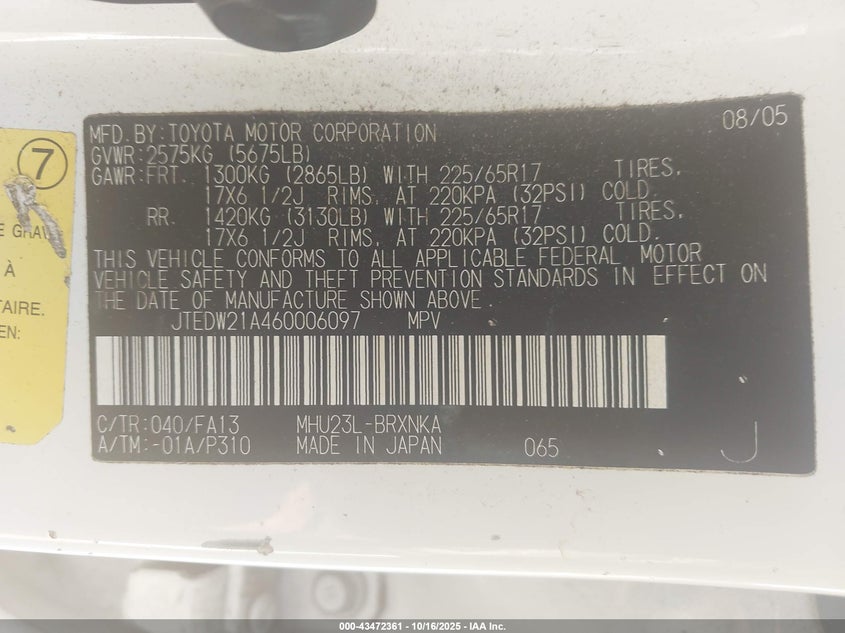 7
E GRAV
À
TAIRE.
EN:
MFD. BY: TOYOTA MOTOR CORPORATION 08/05
GVWR: 2575KG (5675LB)
GAWR: FRT. 1300KG (2865LB) WITH 225/65R17 TIRES,
17X6 1/2J RIMS, AT 220KPA (32PSI) COLD.
RR. 1420KG (3130LB) WITH 225/65R17 TIRES,
17X6 1/2J RIMS, AT 220KPA (32PSI) COLD.
THIS VEHICLE CONFORMS TO ALL APPLICABLE FEDERAL MOTOR
VEHICLE SAFETY AND THEFT PREVENTION STANDARDS IN EFFECT ON
THE DATE OF MANUFACTURE SHOWN ABOVE.
JTEDW21A460006097 MPV
C/TR: 040/FA13 MHU23L-BRXNKA
A/TM: -01A/P310 MADE IN JAPAN 065 J
000-43472361 - 10/16/2025 - IAA Inc.